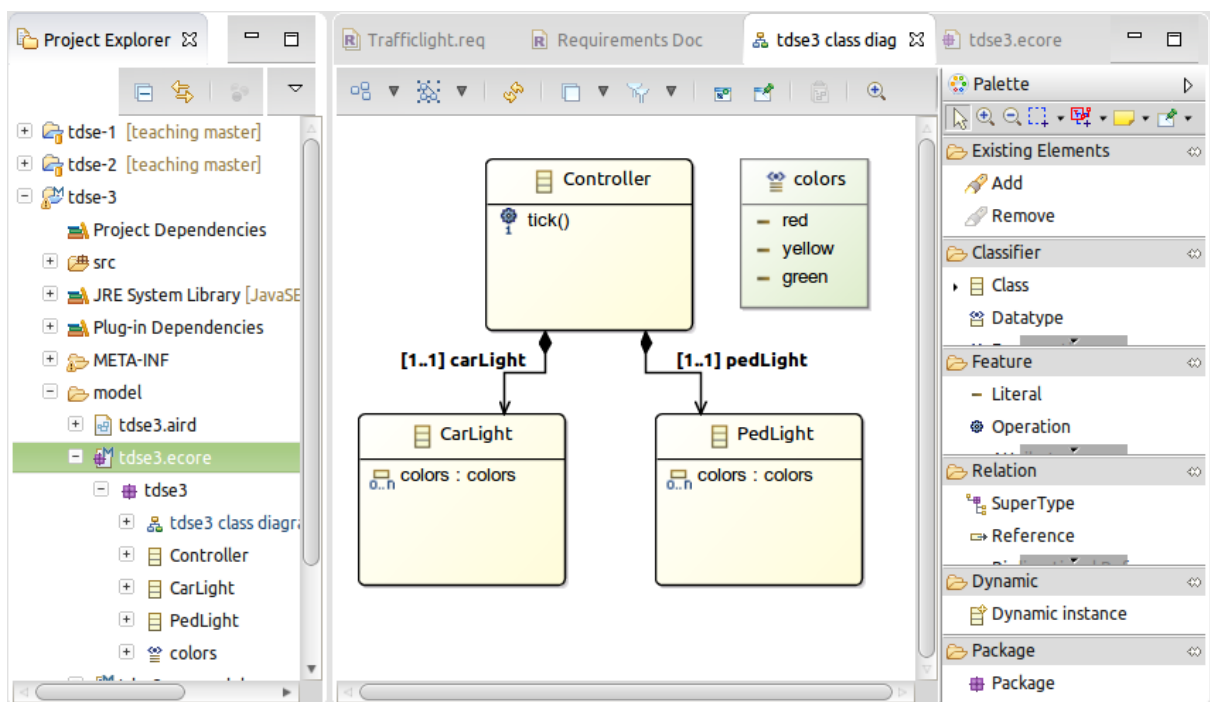 Project Explorer
tdse-1 [teaching master]
tdse-2 [teaching master]
tdse-3
Project Dependencies
src
JRE System Library [JavaSE
Plug-in Dependencies
META-INF
model
tdse3.aird
tdse3.ecore
tdse3
tdse3 class diagra
Controller
CarLight
PedLight
colors
Trafficlight.req
Requirements Doc
tdse3 class diag
tdse3.ecore
Controller
tick()
colors
red
yellow
green
[1..1] carLight
[1..1] pedLight
CarLight
0..n colors : colors
PedLight
0..n colors : colors
Palette
Existing Elements
Add
Remove
Classifier
Class
Datatype
Feature
Literal
Operation
Relation
SuperType
Reference
Dynamic
Dynamic instance
Package
Package